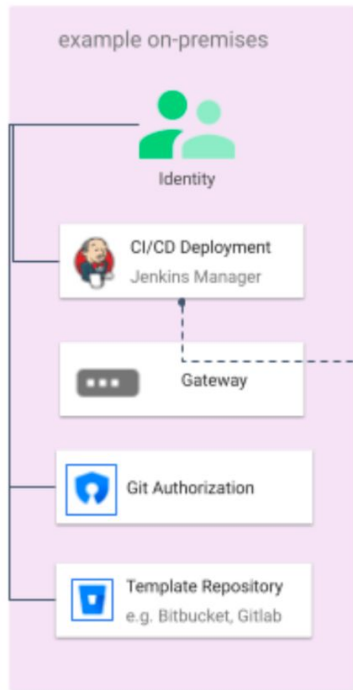 example on-premises
Identity
CI/CD Deployment
Jenkins Manager
Gateway
Git Authorization
Template Repository
e.g. Bitbucket, Gitlab